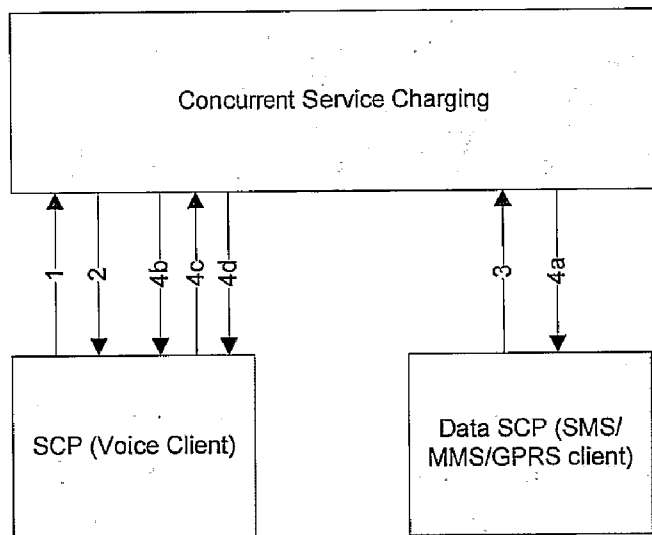 Concurrent Service Charging
1
2
4b
4c
4d
3
4a
SCP (Voice Client)
Data SCP (SMS/
MMS/GPRS client)